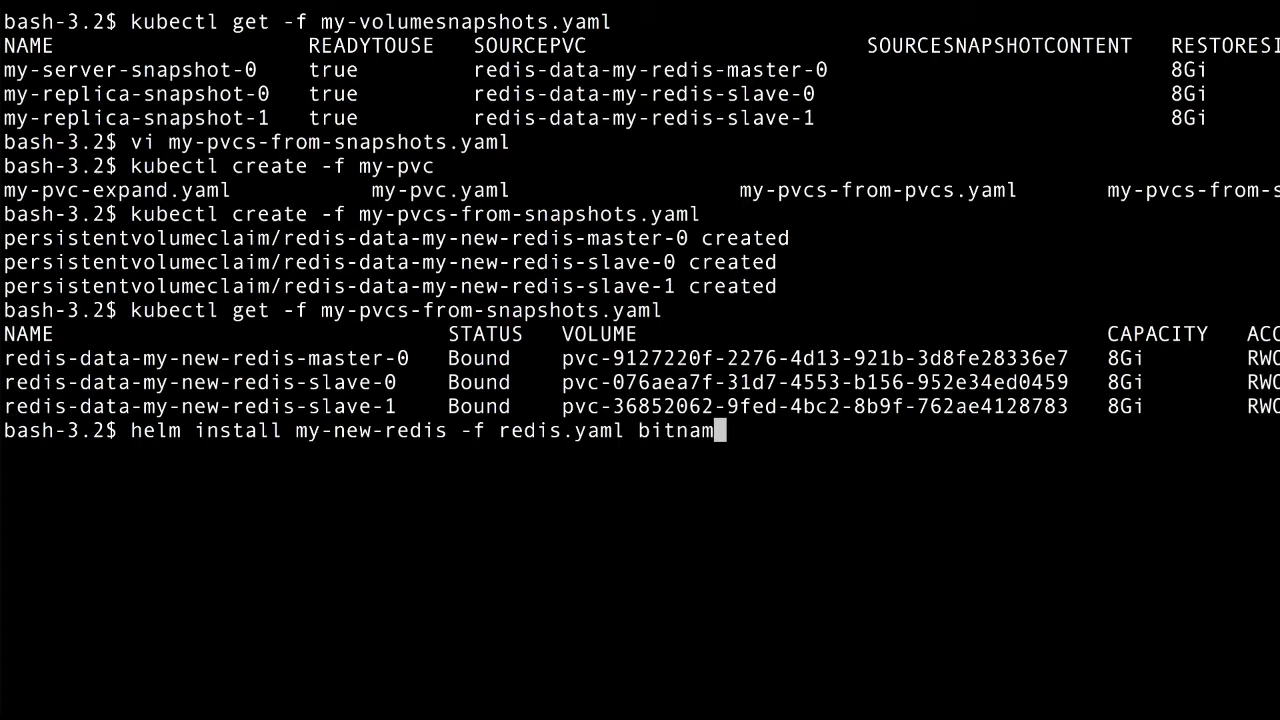 bash-3.2$ kubectl get -f my-volumesnapshots.yaml
NAME READYTOUSE SOURCEPVC SOURCESNAPSHOTCONTENT RESTORESI
my-server-snapshot-0 true redis-data-my-redis-master-0 8Gi
my-replica-snapshot-0 true redis-data-my-redis-slave-0 8Gi
my-replica-snapshot-1 true redis-data-my-redis-slave-1 8Gi
bash-3.2$ vi my-pvcs-from-snapshots.yaml
bash-3.2$ kubectl create -f my-pvc
my-pvc-expand.yaml my-pvc.yaml my-pvcs-from-pvcs.yaml my-pvcs-from-s
bash-3.2$ kubectl create -f my-pvcs-from-snapshots.yaml
persistentvolumeclaim/redis-data-my-new-redis-master-0 created
persistentvolumeclaim/redis-data-my-new-redis-slave-0 created
persistentvolumeclaim/redis-data-my-new-redis-slave-1 created
bash-3.2$ kubectl get -f my-pvcs-from-snapshots.yaml
NAME STATUS VOLUME CAPACITY ACC
redis-data-my-new-redis-master-0 Bound pvc-9127220f-2276-4d13-921b-3d8fe28336e7 8Gi RWO
redis-data-my-new-redis-slave-0 Bound pvc-076aea7f-31d7-4553-b156-952e34ed0459 8Gi RWO
redis-data-my-new-redis-slave-1 Bound pvc-36852062-9fed-4bc2-8b9f-762ae4128783 8Gi RWO
bash-3.2$ helm install my-new-redis -f redis.yaml bitnam